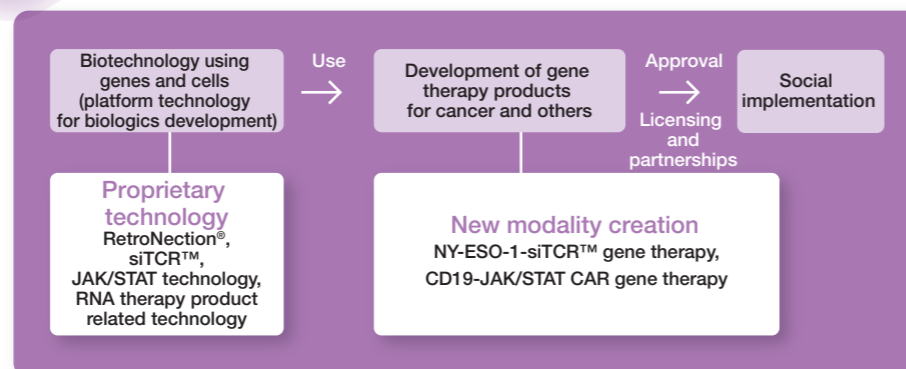 Biotechnology using
genes and cells
(platform technology
for biologics development)
Use
Development of gene
therapy products
for cancer and others
Approval
Licensing
and
partnerships
Social
implementation
Proprietary
technology
RetroNection®,
siTCR™,
JAK/STAT technology,
RNA therapy product
related technology
New modality creation
NY-ESO-1-siTCR™ gene therapy,
CD19-JAK/STAT CAR gene therapy